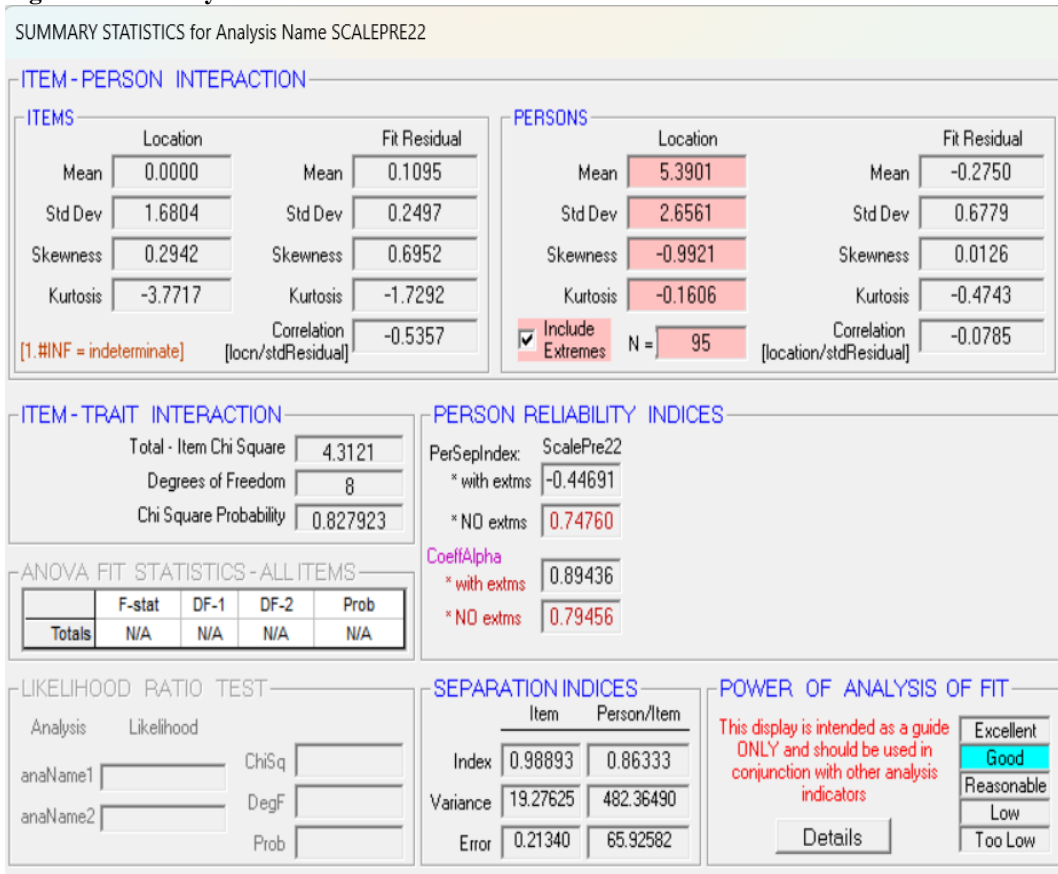 SUMMARY STATISTICS for Analysis Name SCALEPRE22
ITEM-PERSON INTERACTION
ITEMS
Location Fit Residual
Mean 0.0000 Mean 0.1095
Std Dev 1.6804 Std Dev 0.2497
Skewness 0.2942 Skewness 0.6952
Kurtosis -3.7717 Kurtosis -1.7292
[1.#INF = indeterminate] Correlation [locn/stdResidual] -0.5357
PERSONS
Location Fit Residual
Mean 5.3901 Mean -0.2750
Std Dev 2.6561 Std Dev 0.6779
Skewness -0.9921 Skewness 0.0126
Kurtosis -0.1606 Kurtosis -0.4743
Include Extremes N = 95 Correlation [location/stdResidual] -0.0785
ITEM-TRAIT INTERACTION
Total - Item Chi Square 4.3121
Degrees of Freedom 8
Chi Square Probability 0.827923
PERSON RELIABILITY INDICES
PerSepIndex: ScalePre22
* with extms -0.44691
* NO extms 0.74760
CoeffAlpha
* with extms 0.89436
* NO extms 0.79456
ANOVA FIT STATISTICS-ALL ITEMS
F-stat DF-1 DF-2 Prob
Totals N/A N/A N/A N/A
LIKELIHOOD RATIO TEST
Analysis Likelihood
anaName1
anaName2
ChiSq
DegF
Prob
SEPARATION INDICES
Item Person/Item
Index 0.98893 0.86333
Variance 19.27625 482.36490
Error 0.21340 65.92582
POWER OF ANALYSIS OF FIT
This display is intended as a guide
ONLY and should be used in
conjunction with other analysis
indicators
Details
Excellent
Good
Reasonable
Low
Too Low